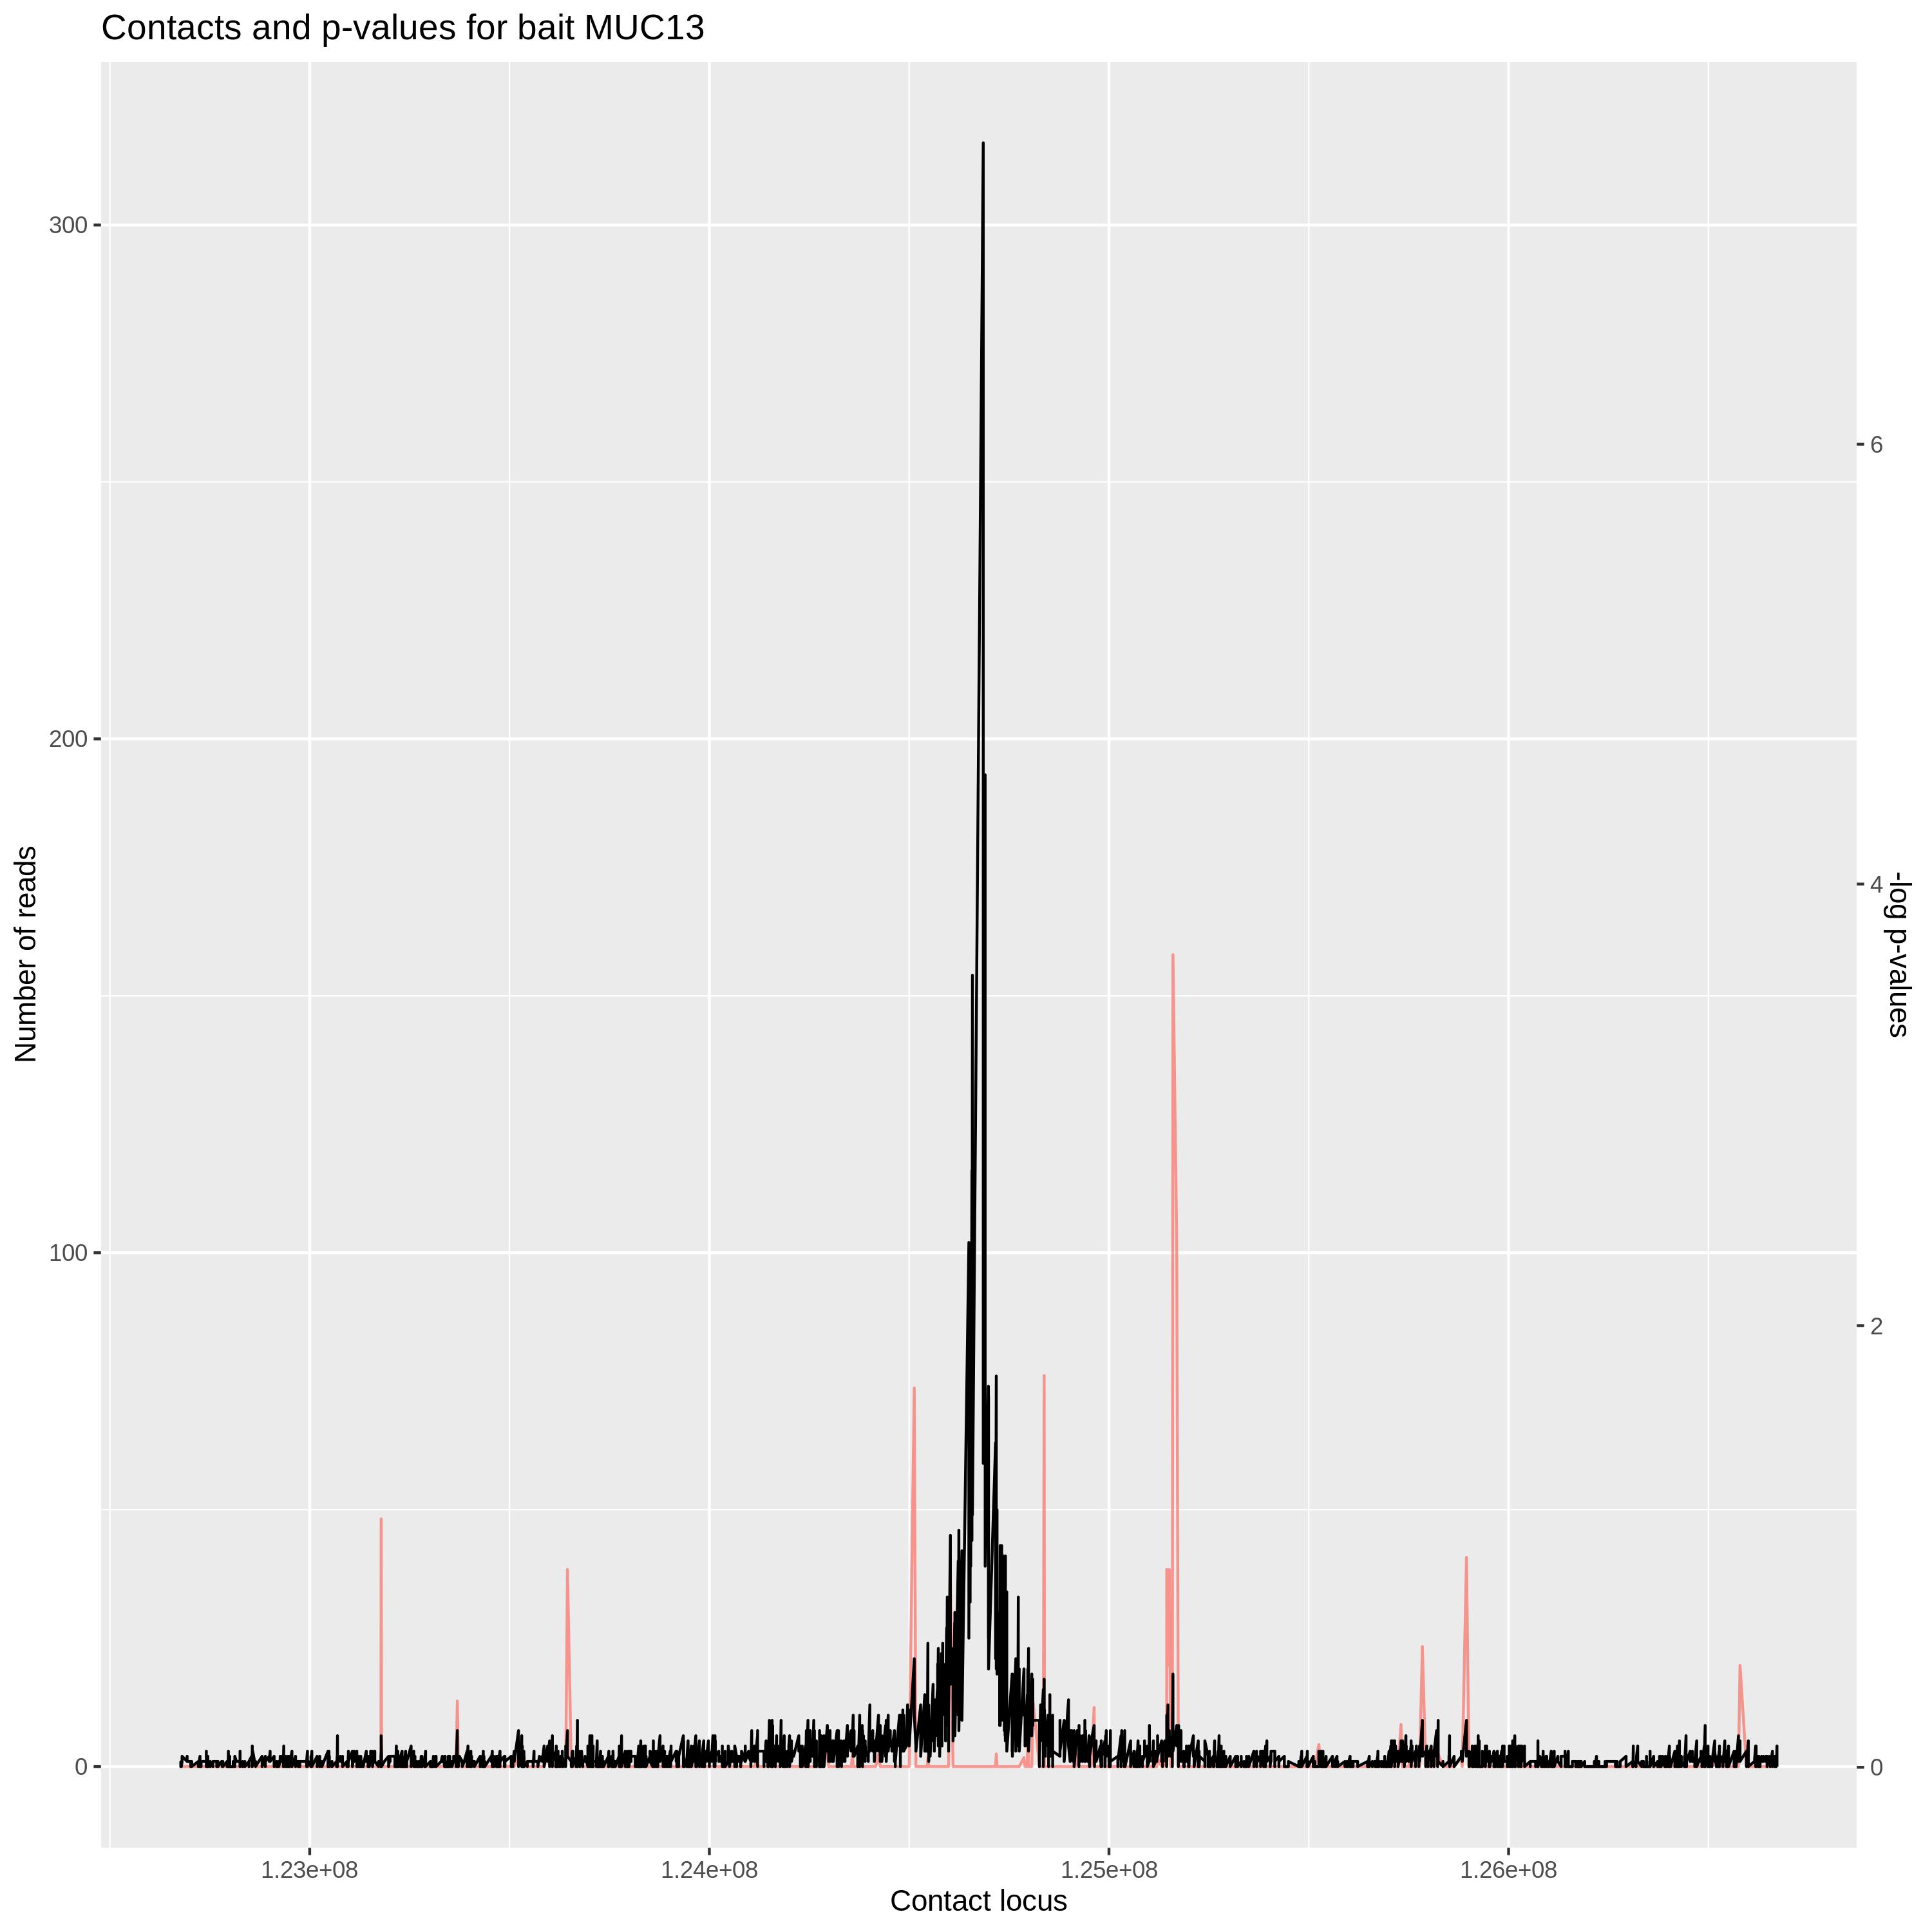 Contacts and p-values for bait MUC13
300
200
100
0
Number of reads
6
4
2
0
-log p-values
1.23e+08
1.24e+08
1.25e+08
1.26e+08
Contact locus